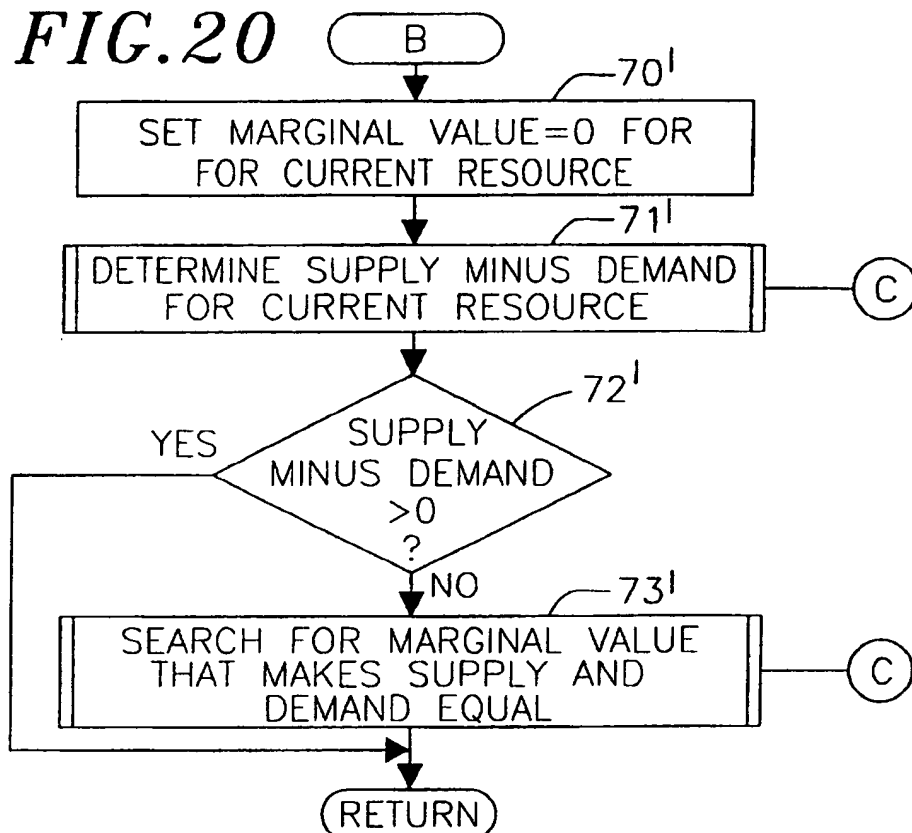 FIG.20
B
70'
SET MARGINAL VALUE=0 FOR
FOR CURRENT RESOURCE
71'
DETERMINE SUPPLY MINUS DEMAND
FOR CURRENT RESOURCE
C
72'
YES
SUPPLY
MINUS DEMAND
>0
?
NO
73'
SEARCH FOR MARGINAL VALUE
THAT MAKES SUPPLY AND
DEMAND EQUAL
C
RETURN